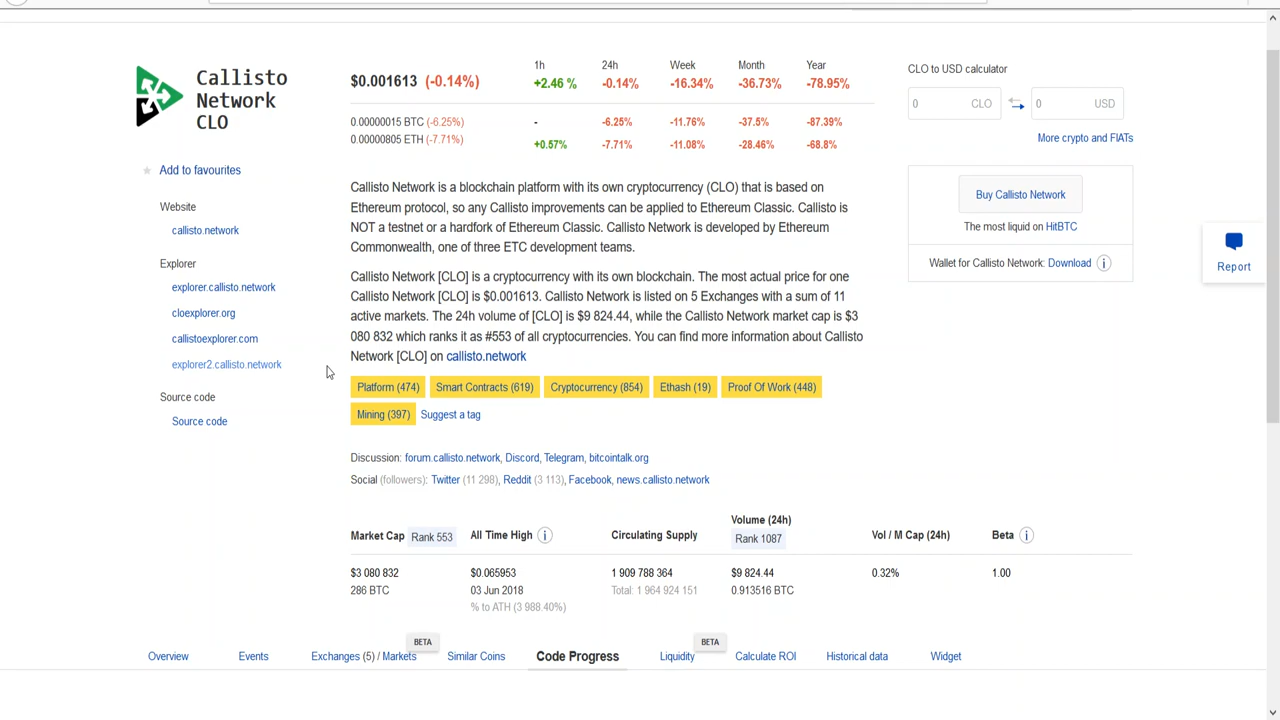 Callisto
Network
CLO
Add to favourites
Website
callisto.network
Explorer
explorer.callisto.network
cloexplorer.org
callistoexplorer.com
explorer2.callisto.network
Source code
Source code
$0.001613 (-0.14%)
1h 24h Week Month Year
+2.46 % -0.14% -16.34% -36.73% -78.95%
0.00000015 BTC (-6.25%) - -6.25% -11.76% -37.5% -87.39%
0.00000805 ETH (-7.71%) +0.57% -7.71% -11.08% -28.46% -68.8%
Callisto Network is a blockchain platform with its own cryptocurrency (CLO) that is based on
Ethereum protocol, so any Callisto improvements can be applied to Ethereum Classic. Callisto is
NOT a testnet or a hardfork of Ethereum Classic. Callisto Network is developed by Ethereum
Commonwealth, one of three ETC development teams.
Callisto Network [CLO] is a cryptocurrency with its own blockchain. The most actual price for one
Callisto Network [CLO] is $0.001613. Callisto Network is listed on 5 Exchanges with a sum of 11
active markets. The 24h volume of [CLO] is $9 824.44, while the Callisto Network market cap is $3
080 832 which ranks it as #553 of all cryptocurrencies. You can find more information about Callisto
Network [CLO] on callisto.network
Platform (474) Smart Contracts (619) Cryptocurrency (854) Ethash (19) Proof Of Work (448)
Mining (397) Suggest a tag
Discussion: forum.callisto.network, Discord, Telegram, bitcointalk.org
Social (followers): Twitter (11 298), Reddit (3 113), Facebook, news.callisto.network
CLO to USD calculator
0 CLO 0 USD
More crypto and FIATs
Buy Callisto Network
The most liquid on HitBTC
Wallet for Callisto Network: Download i
Report
Market Cap Rank 553 All Time High i Circulating Supply Volume (24h) Rank 1087 Vol / M Cap (24h) Beta i
$3 080 832 $0.065953 1 909 788 364 $9 824.44 0.32% 1.00
286 BTC 03 Jun 2018 Total: 1 964 924 151 0.913516 BTC
% to ATH (3 988.40%)
BETA BETA
Overview Events Exchanges (5) / Markets Similar Coins Code Progress Liquidity Calculate ROI Historical data Widget